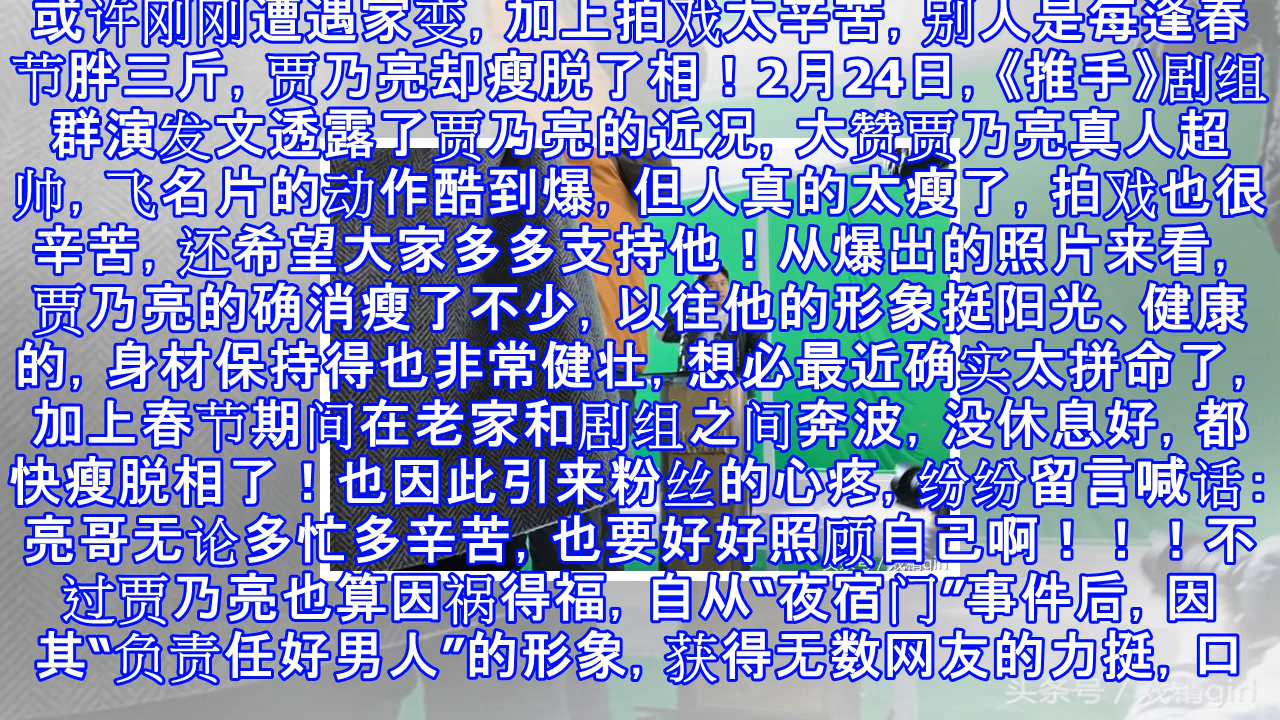 或许刚刚遭遇家变，加上拍戏太辛苦，别人是每逢春
节胖三斤，贾乃亮却瘦脱了相！2月24日，《推手》剧组
群演发文透露了贾乃亮的近况，大赞贾乃亮真人超
帅，飞名片的动作酷到爆，但人真的太瘦了，拍戏也很
辛苦，还希望大家多多支持他！从爆出的照片来看，
贾乃亮的确消瘦了不少，以往他的形象挺阳光、健康
的，身材保持得也非常健壮，想必最近确实太拼命了，
加上春节期间在老家和剧组之间奔波，没休息好，都
快瘦脱相了！也因此引来粉丝的心疼，纷纷留言喊话：
亮哥无论多忙多辛苦，也要好好照顾自己啊！！！不
过贾乃亮也算因祸得福，自从“夜宿门”事件后，因
其“负责任好男人”的形象，获得无数网友的力挺，口
头条号 / 戏精girl